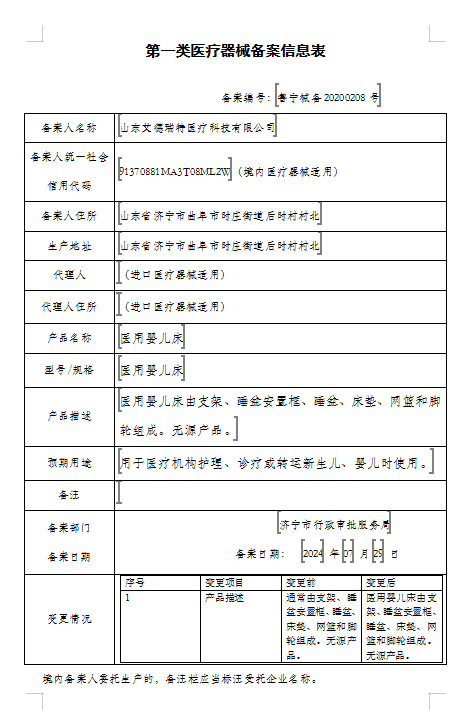 第一类医疗器械备案信息表
备案编号：鲁宁械备20200208 号
备案人名称 山东艾德瑞特医疗科技有限公司
备案人统一社会
信用代码 91370881MA3T08ML2W（境内医疗器械适用）
备案人住所 山东省济宁市曲阜市时庄街道后时村村北
生产地址 山东省济宁市曲阜市时庄街道后时村村北
代理人 （进口医疗器械适用）
代理人住所 （进口医疗器械适用）
产品名称 医用婴儿床
型号/规格 医用婴儿床
产品描述 医用婴儿床由支架、睡盆安置框、睡盆、床垫、网篮和脚
轮组成。无源产品。
预期用途 用于医疗机构护理、诊疗或转运新生儿、婴儿时使用。
备注
备案部门
备案日期
济宁市行政审批服务局
备案日期： 2024 年 07 月 25 日
变更情况
序号 变更项目 变更前 变更后
1 产品描述
通常由支架、睡
盆安置框、睡盆、
床垫、网篮和脚
轮组成。无源产
品。
医用婴儿床由支
架、睡盆安置框、
睡盆、床垫、网
篮和脚轮组成。
无源产品。
境内备案人委托生产的，备注栏应当标注受托企业名称。